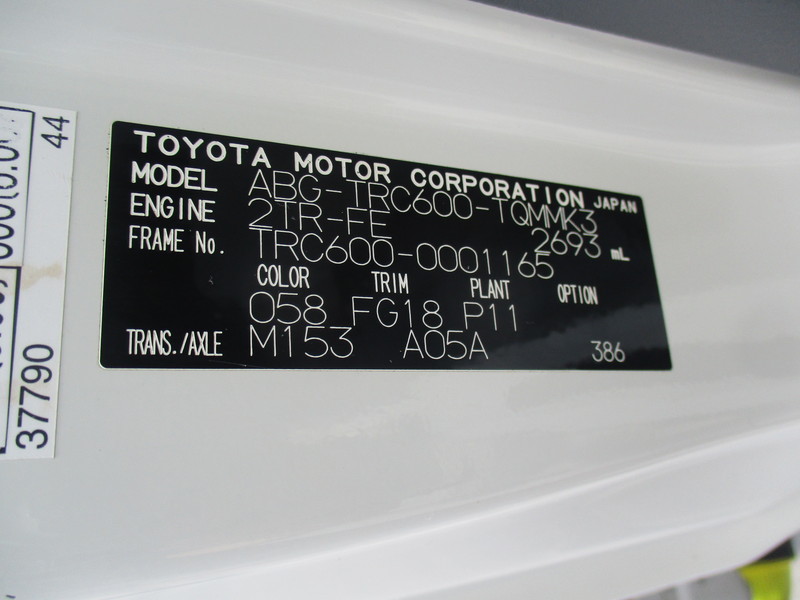 TOYOTA MOTOR CORPORATION JAPAN
MODEL ABG-TRC600-TQMMK3
ENGINE 2TR-FE 2693 mL
FRAME No. TRC600-0001165
COLOR TRIM PLANT OPTION
058 FG18 P11
TRANS./AXLE M153 A05A 386
44
37790